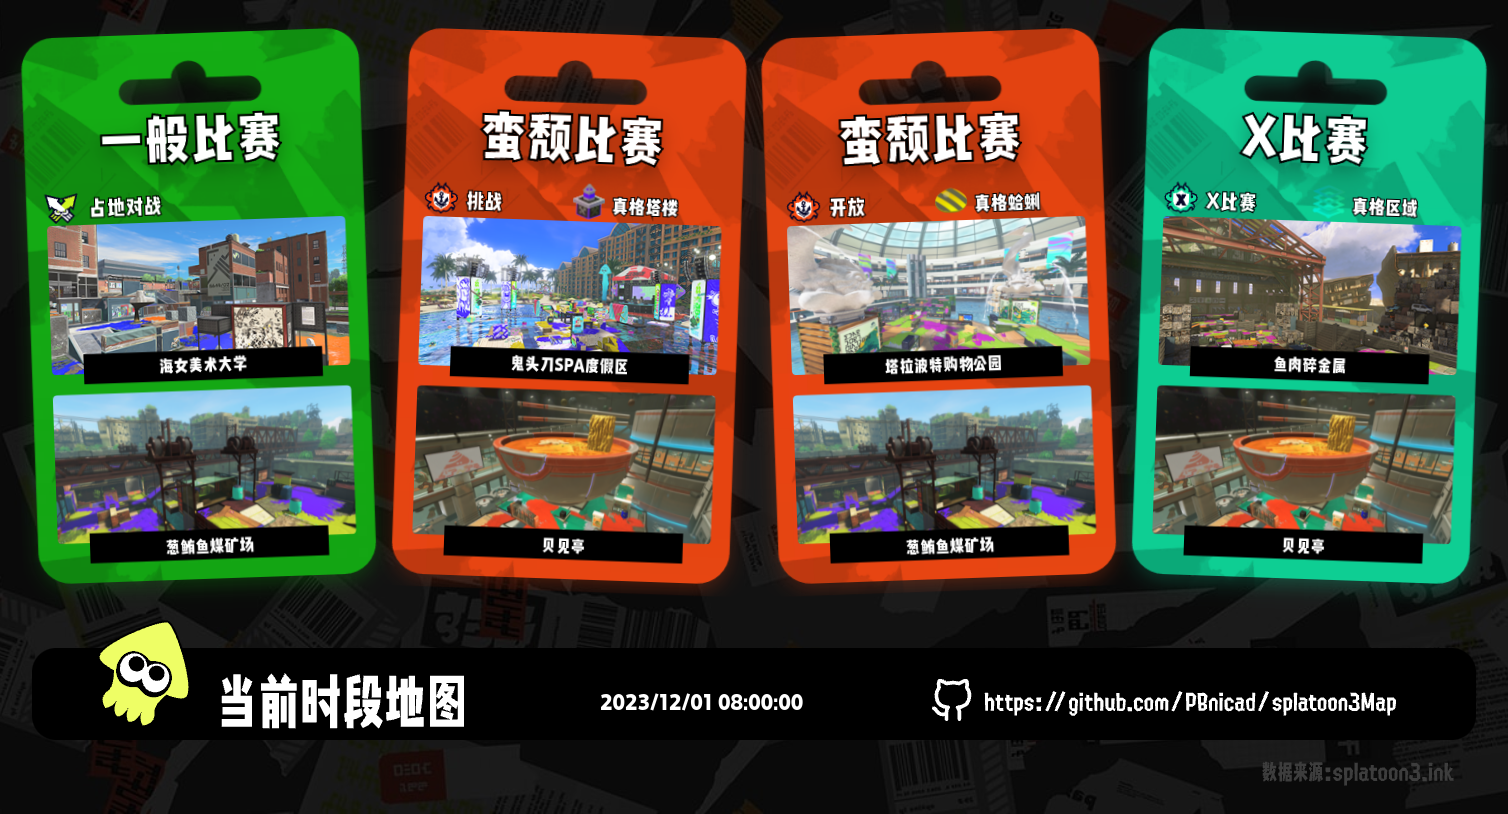 一般比赛
占地对战
海女美术大学
葱鲔鱼煤矿场
蛮颓比赛
挑战
真格塔楼
鬼头刀SPA度假区
贝见亭
蛮颓比赛
开放
真格蛤蜊
塔拉波特购物公园
葱鲔鱼煤矿场
X比赛
X比赛
真格区域
鱼肉碎金属
贝见亭
当前时段地图
2023/12/01 08:00:00
https://github.com/PBnicad/splatoon3Map
数据来源:splatoon3.ink